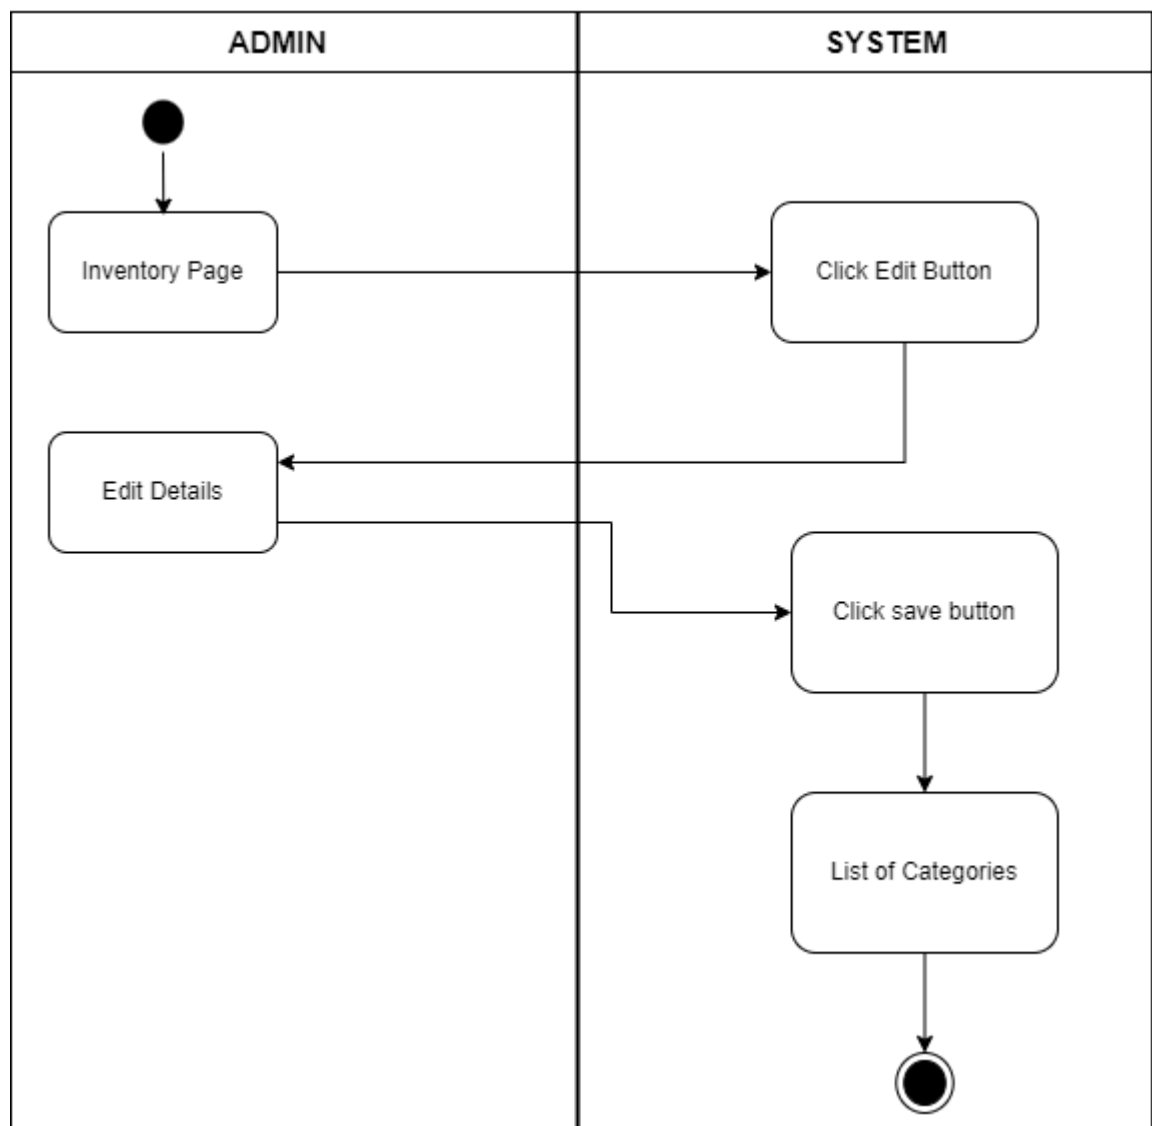 ADMIN
SYSTEM
Inventory Page
Click Edit Button
Edit Details
Click save button
List of Categories